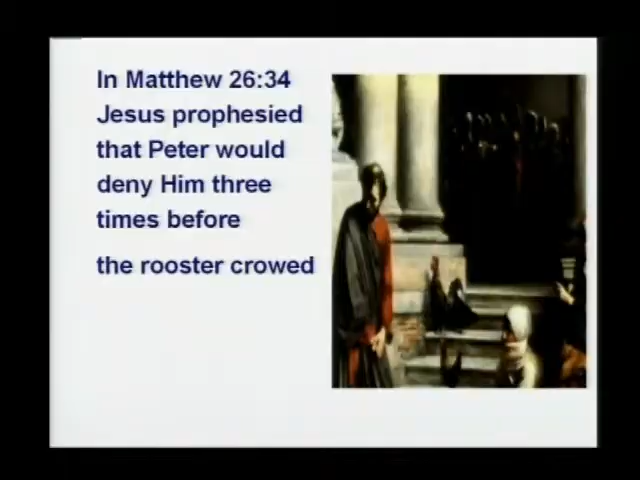 In Matthew 26:34
Jesus prophesied
that Peter would
deny Him three
times before
the rooster crowed